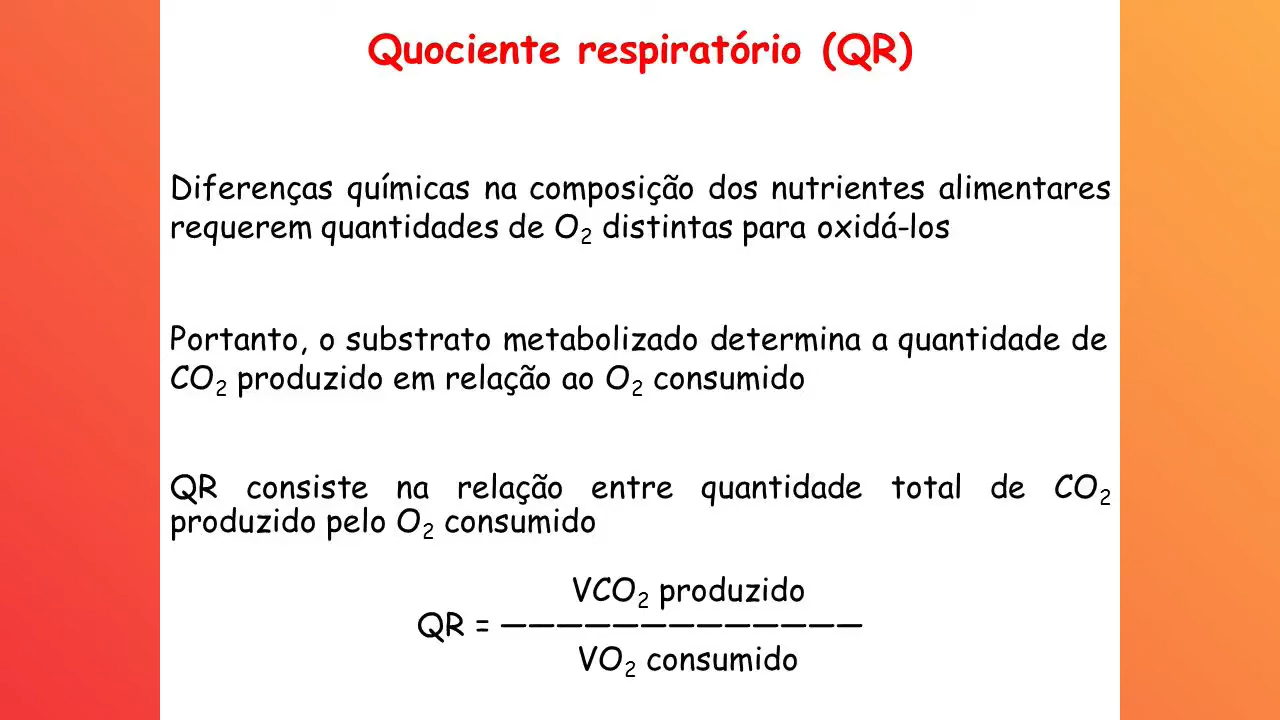 Quociente respiratório (QR)
Diferenças químicas na composição dos nutrientes alimentares
requerem quantidades de O₂ distintas para oxidá-los
Portanto, o substrato metabolizado determina a quantidade de
CO₂ produzido em relação ao O₂ consumido
QR consiste na relação entre quantidade total de CO₂
produzido pelo O₂ consumido
VCO₂ produzido
QR = —————————————
VO₂ consumido